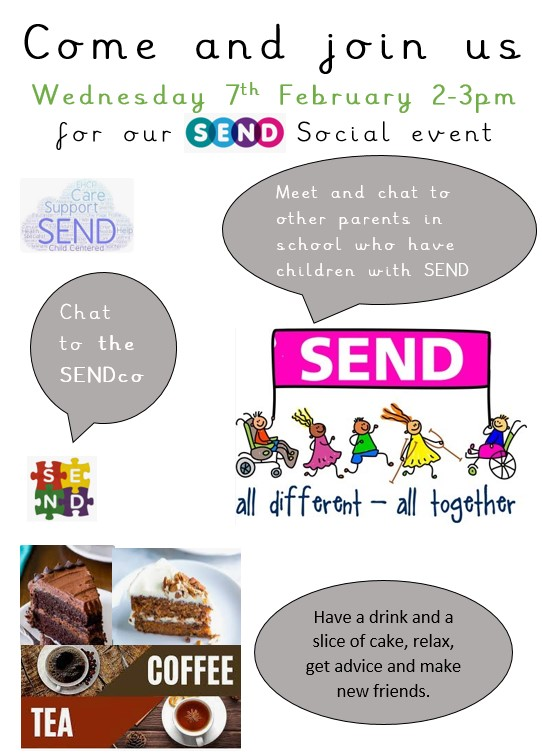 Come and join us
Wednesday 7th February 2-3pm
for our SEND Social event
Care
Support
SEND
Child Centered
Meet and chat to
other parents in
school who have
children with SEND
Chat
to the
SENDco
SEND
all different – all together
S E
N D
COFFEE
TEA
Have a drink and a
slice of cake, relax,
get advice and make
new friends.